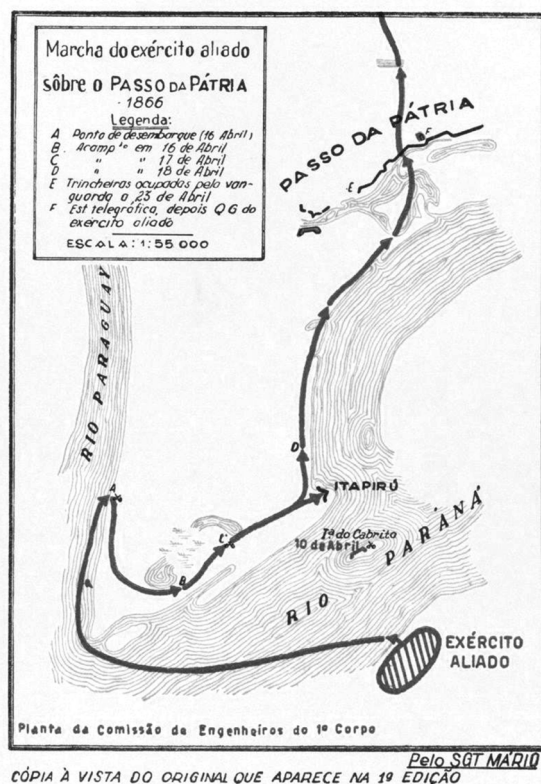 Marcha do exército aliado
sôbre o PASSO DA PÁTRIA
1866
Legenda:
A Ponto de desembarque (16 Abril)
B. Acamp.to em 16 de Abril
C " " 17 de Abril
D " " 18 de Abril
E Trincheiras ocupadas pela van-
guarda a 23 de Abril
F Est telegráfica, depois Q G do
exército aliado
ESCALA: 1:55 000
PASSO DA PÁTRIA
F
E
RIO PARAGUAY
D
A
ITAPIRÚ
C
Iª do Cabrito
10 de Abril
B
RIO PARÁNÁ
EXÉRCITO
ALIADO
Planta da Comissão de Engenheiros do 1º Corpo
Pelo SGT MÁRIO
CÓPIA À VISTA DO ORIGINAL QUE APARECE NA 1ª EDIÇÃO